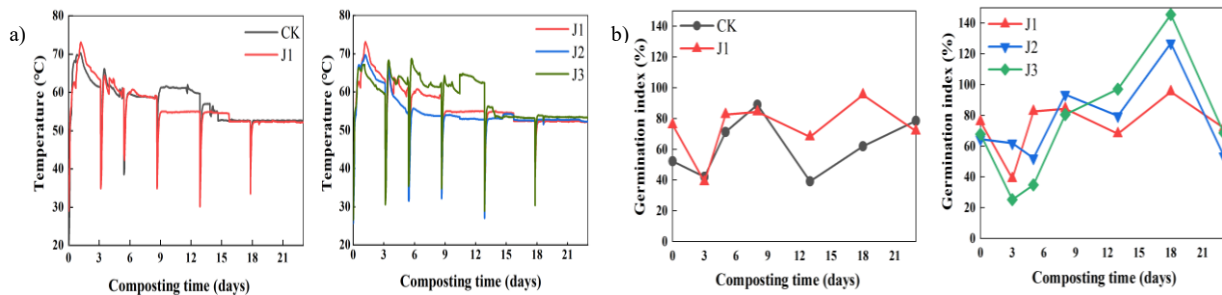 a)
Temperature (°C)
80
70
60
50
40
30
20
CK
J1
0 3 6 9 12 15 18 21
Composting time (days)
Temperature (°C)
80
70
60
50
40
30
20
J1
J2
J3
0 3 6 9 12 15 18 21
Composting time (days)
b)
Germination index (%)
150
140
120
100
80
60
40
20
0
CK
J1
0 3 6 9 12 15 18 21
Composting time (days)
Germination index (%)
140
120
100
80
60
40
20
0
J1
J2
J3
0 3 6 9 12 15 18 21
Composting time (days)